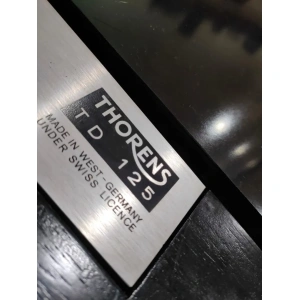 THORENS
TD 125
MADE IN WEST-GERMANY
UNDER SWISS LICENCE